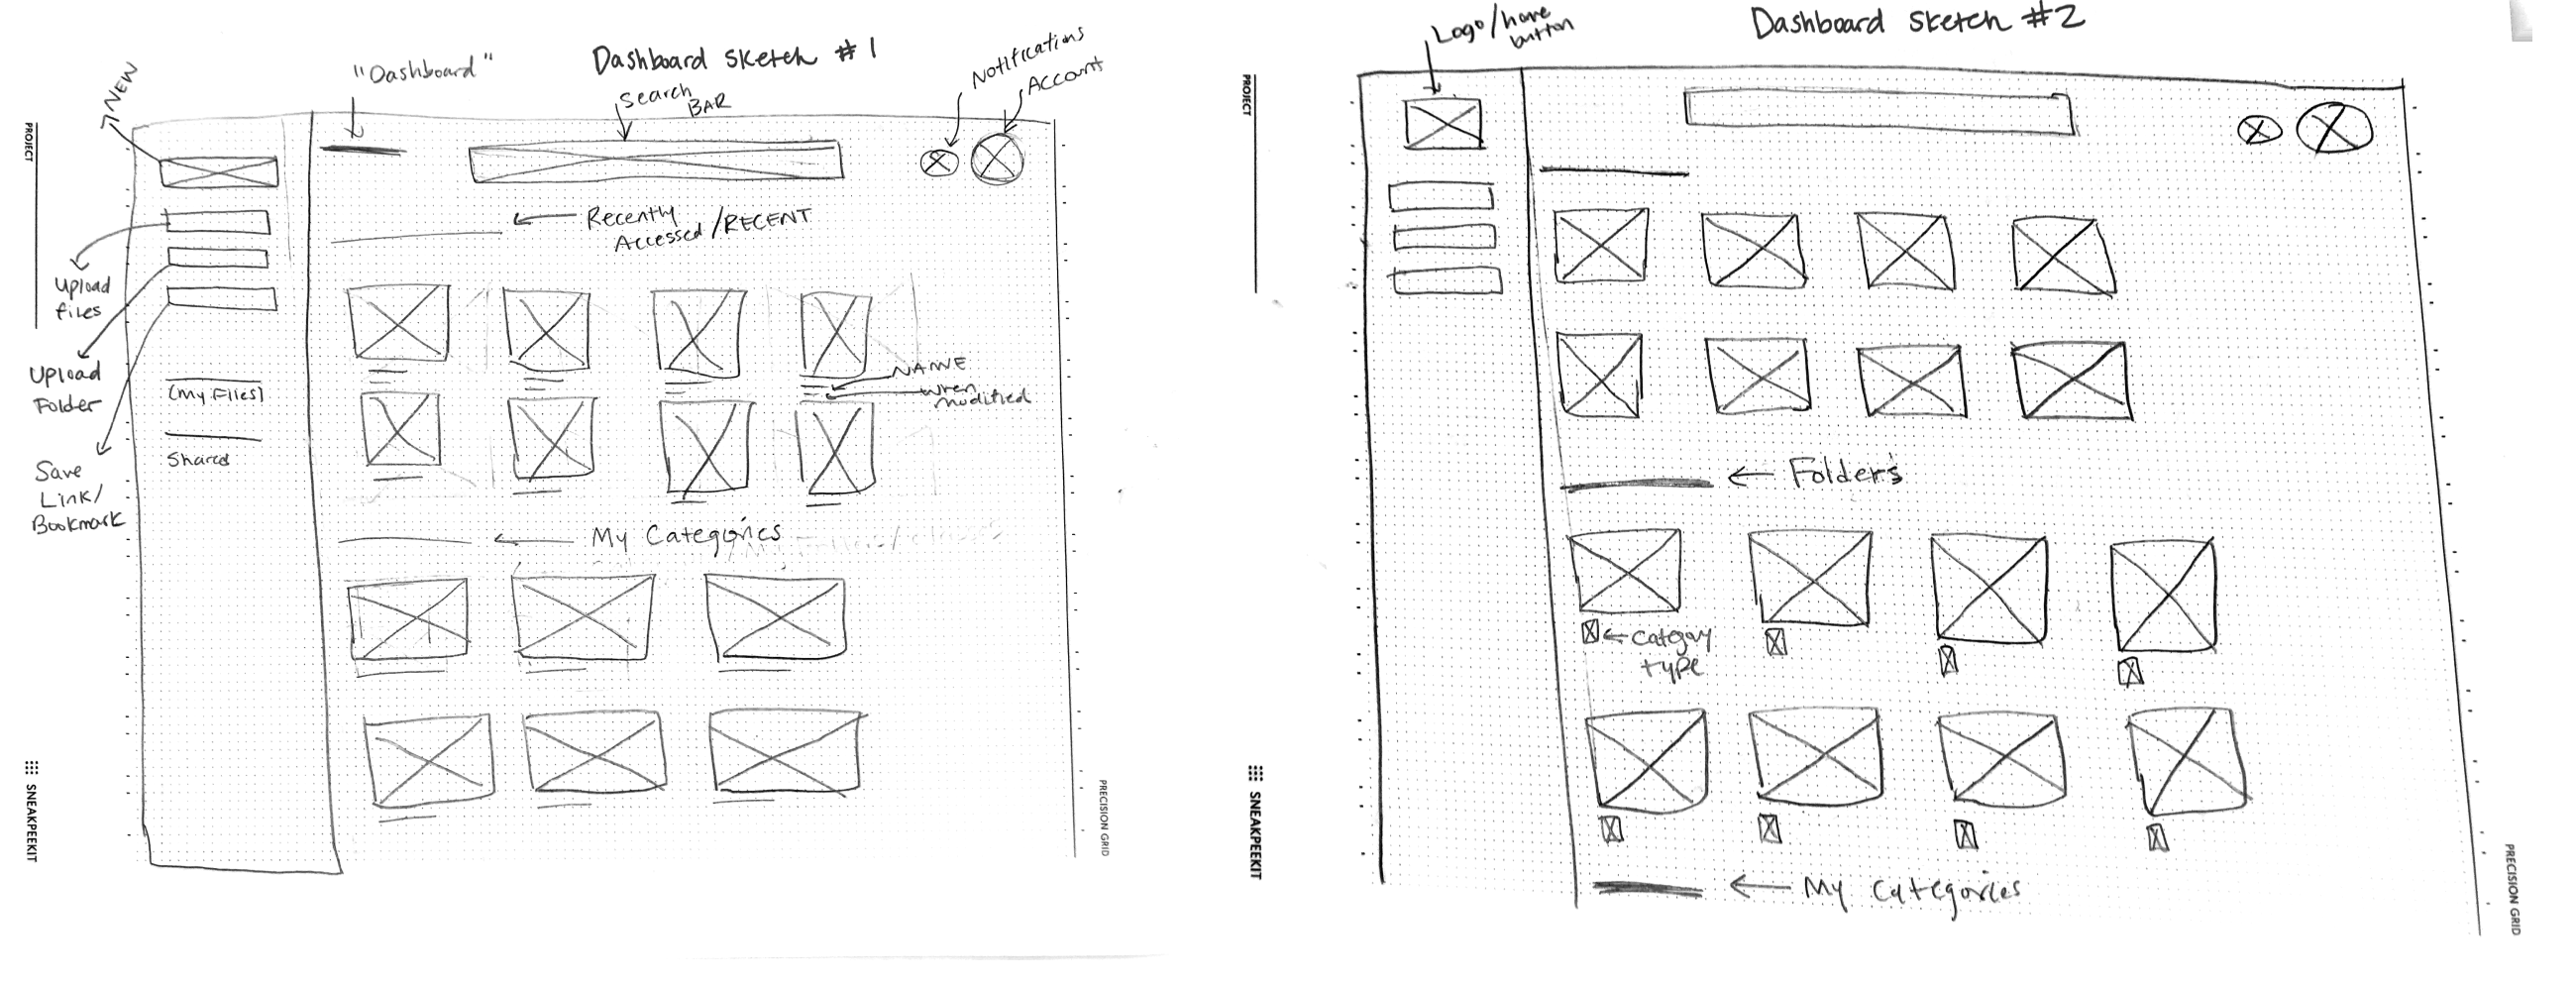 Dashboard Sketch #1
"Dashboard"
NEW
Search
BAR
Notifications
Account
PROJECT
Recently
Accessed/RECENT
Upload
files
Upload
Folder
Save
Link/
Bookmark
(My Files)
Shared
NAME
when
modified
My Categories
SNEAKPEEKIT
PRECISION GRID
Dashboard Sketch #2
Logo/home
button
PROJECT
Folders
Categoy
type
My Categories
SNEAKPEEKIT
PRECISION GRID